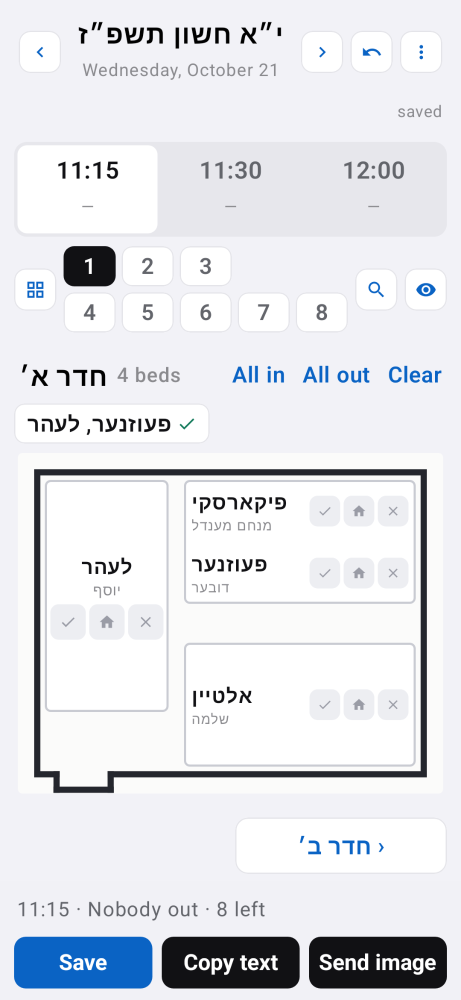 י״א חשון תשפ״ז
Wednesday, October 21
saved
11:15 11:30 12:00
– – –
1 2 3
4 5 6 7 8
חדר א׳ 4 beds All in All out Clear
פעוזנער, לעהר
פיקארסקי
מנחם מענדל
לעהר
יוסף
פעוזנער
דובער
אלטיין
שלמה
חדר ב׳ ›
11:15 · Nobody out · 8 left
Save Copy text Send image